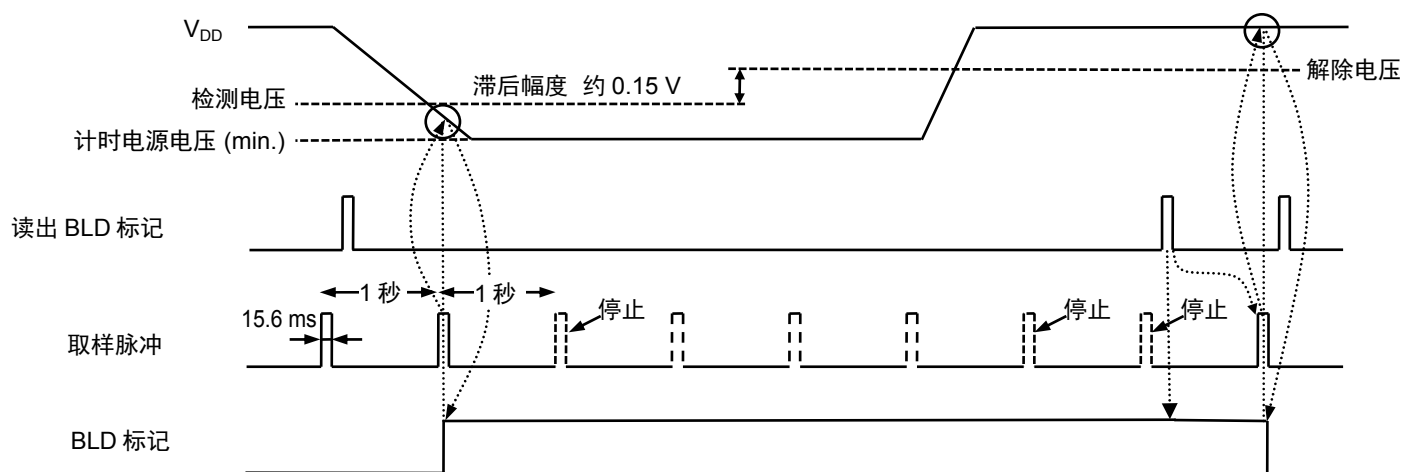 VDD
检测电压
滞后幅度 约 0.15 V
解除电压
计时电源电压 (min.)
读出 BLD 标记
1 秒
1 秒
15.6 ms
停止
停止
停止
取样脉冲
BLD 标记